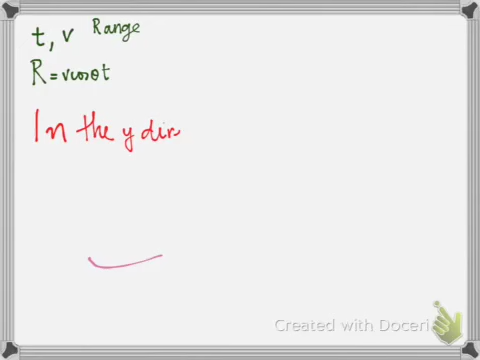 t, v Range
R = vcosθt
In the y dir
Created with Doceri